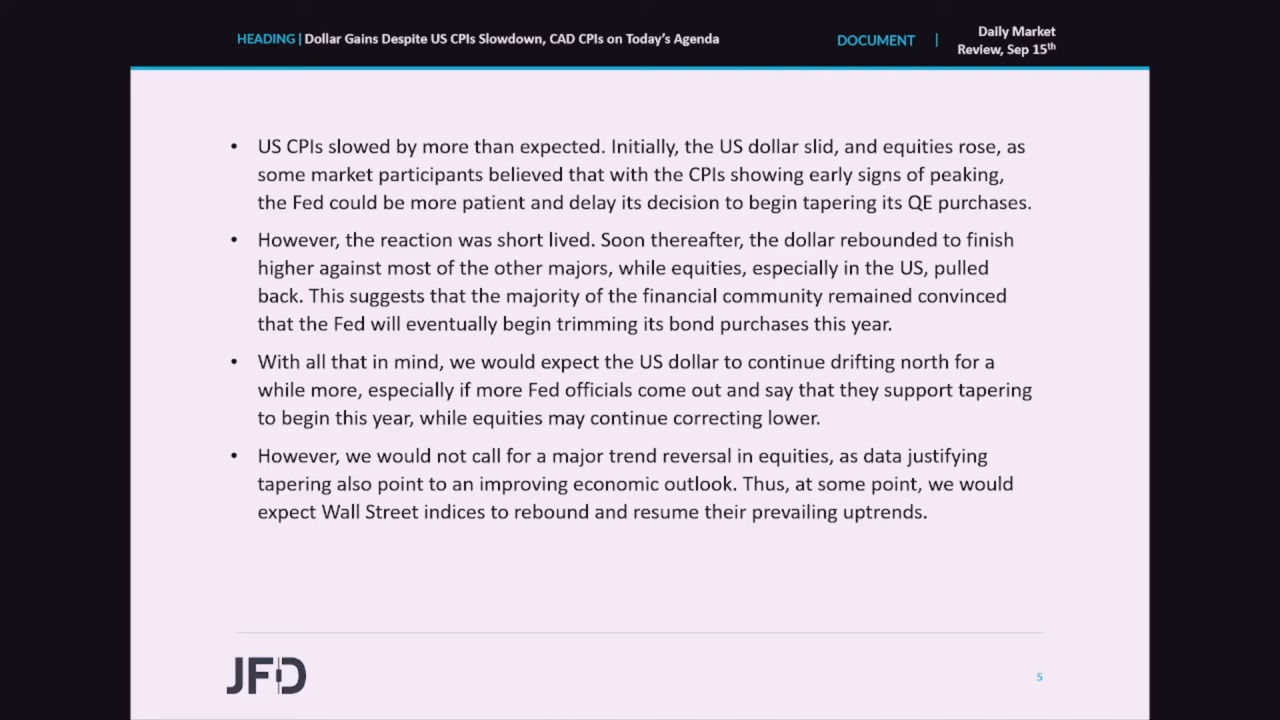 HEADING | Dollar Gains Despite US CPIs Slowdown, CAD CPIs on Today's Agenda
DOCUMENT |
Daily Market
Review, Sep 15th
• US CPIs slowed by more than expected. Initially, the US dollar slid, and equities rose, as
some market participants believed that with the CPIs showing early signs of peaking,
the Fed could be more patient and delay its decision to begin tapering its QE purchases.
• However, the reaction was short lived. Soon thereafter, the dollar rebounded to finish
higher against most of the other majors, while equities, especially in the US, pulled
back. This suggests that the majority of the financial community remained convinced
that the Fed will eventually begin trimming its bond purchases this year.
• With all that in mind, we would expect the US dollar to continue drifting north for a
while more, especially if more Fed officials come out and say that they support tapering
to begin this year, while equities may continue correcting lower.
• However, we would not call for a major trend reversal in equities, as data justifying
tapering also point to an improving economic outlook. Thus, at some point, we would
expect Wall Street indices to rebound and resume their prevailing uptrends.
JFD
5